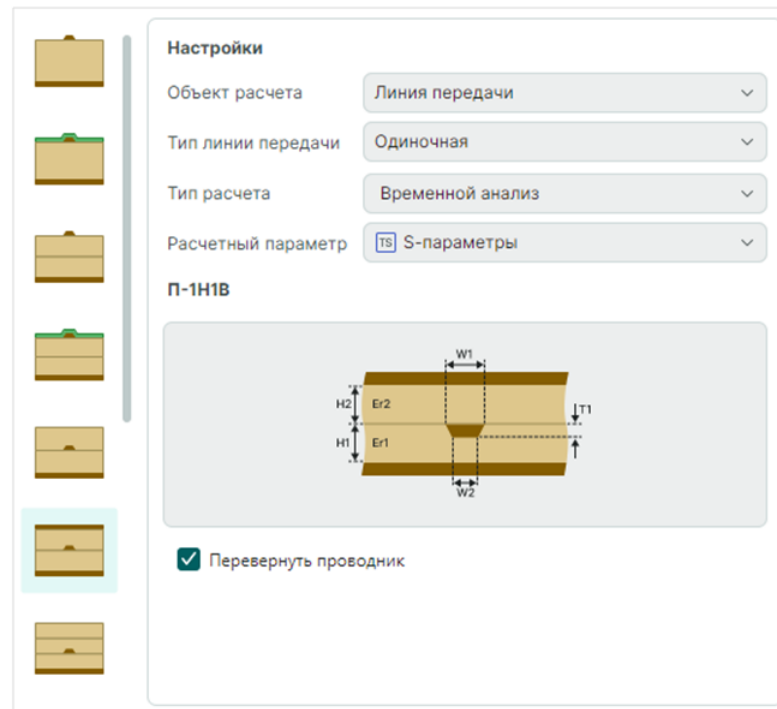 Настройки
Объект расчета Линия передачи
Тип линии передачи Одиночная
Тип расчета Временной анализ
Расчетный параметр TS S-параметры
П-1Н1В
W1
H2 Er2 T1
H1 Er1
W2
Перевернуть проводник